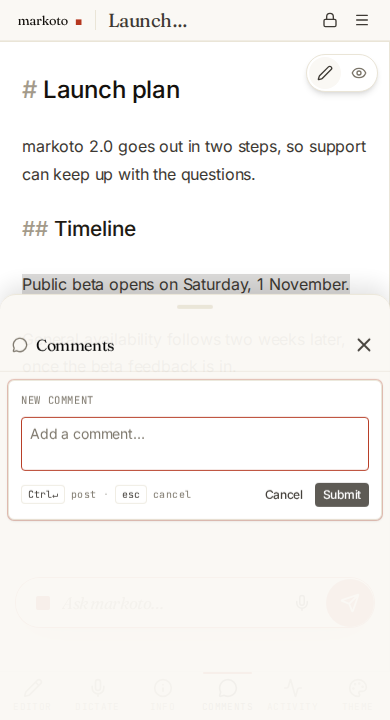 markoto
Launch...
# Launch plan
markoto 2.0 goes out in two steps, so support
can keep up with the questions.
## Timeline
Public beta opens on Saturday, 1 November.
General availability follows two weeks later,
once the beta feedback is in.
Comments
NEW COMMENT
Add a comment...
Ctrl↵ post · esc cancel
Cancel
Submit
Ask markoto...
COMMENTS